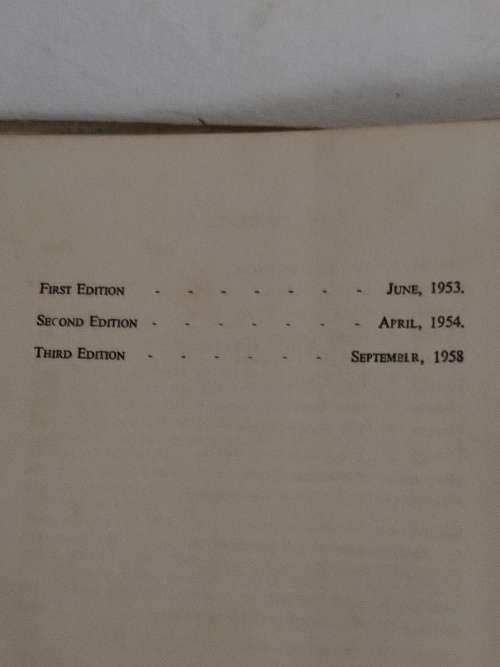 First Edition - - - - - - - June, 1953.
Second Edition - - - - - - - April, 1954.
Third Edition - - - - - - September, 1958